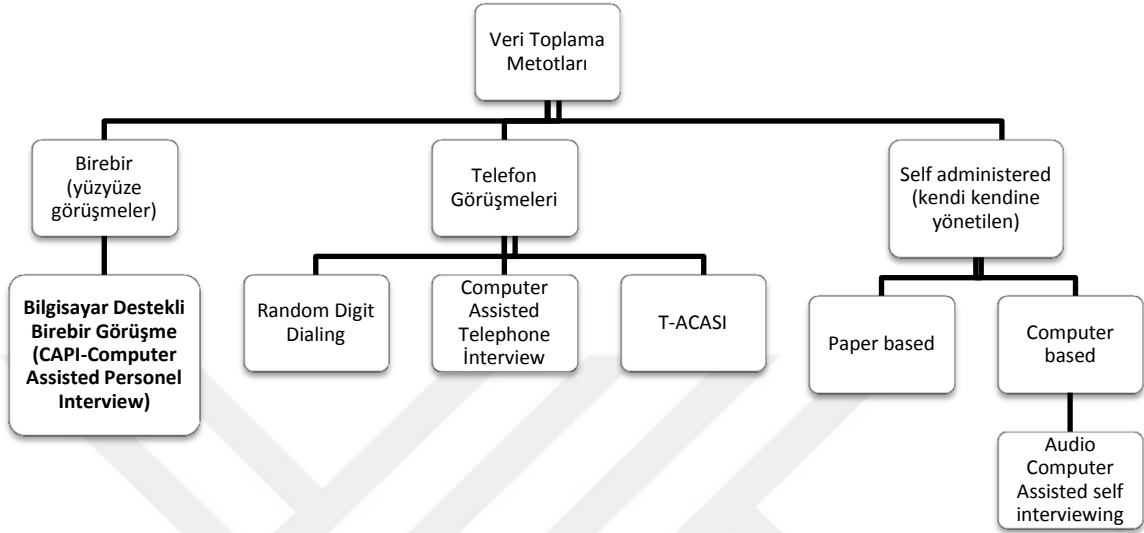 Veri Toplama
Metotları
Birebir
(yüzyüze
görüşmeler)
Telefon
Görüşmeleri
Self administered
(kendi kendine
yönetilen)
Bilgisayar Destekli
Birebir Görüşme
(CAPI-Computer
Assisted Personel
Interview)
Random Digit
Dialing
Computer
Assisted
Telephone
İnterview
T-ACASI
Paper based
Computer
based
Audio
Computer
Assisted self
interviewing